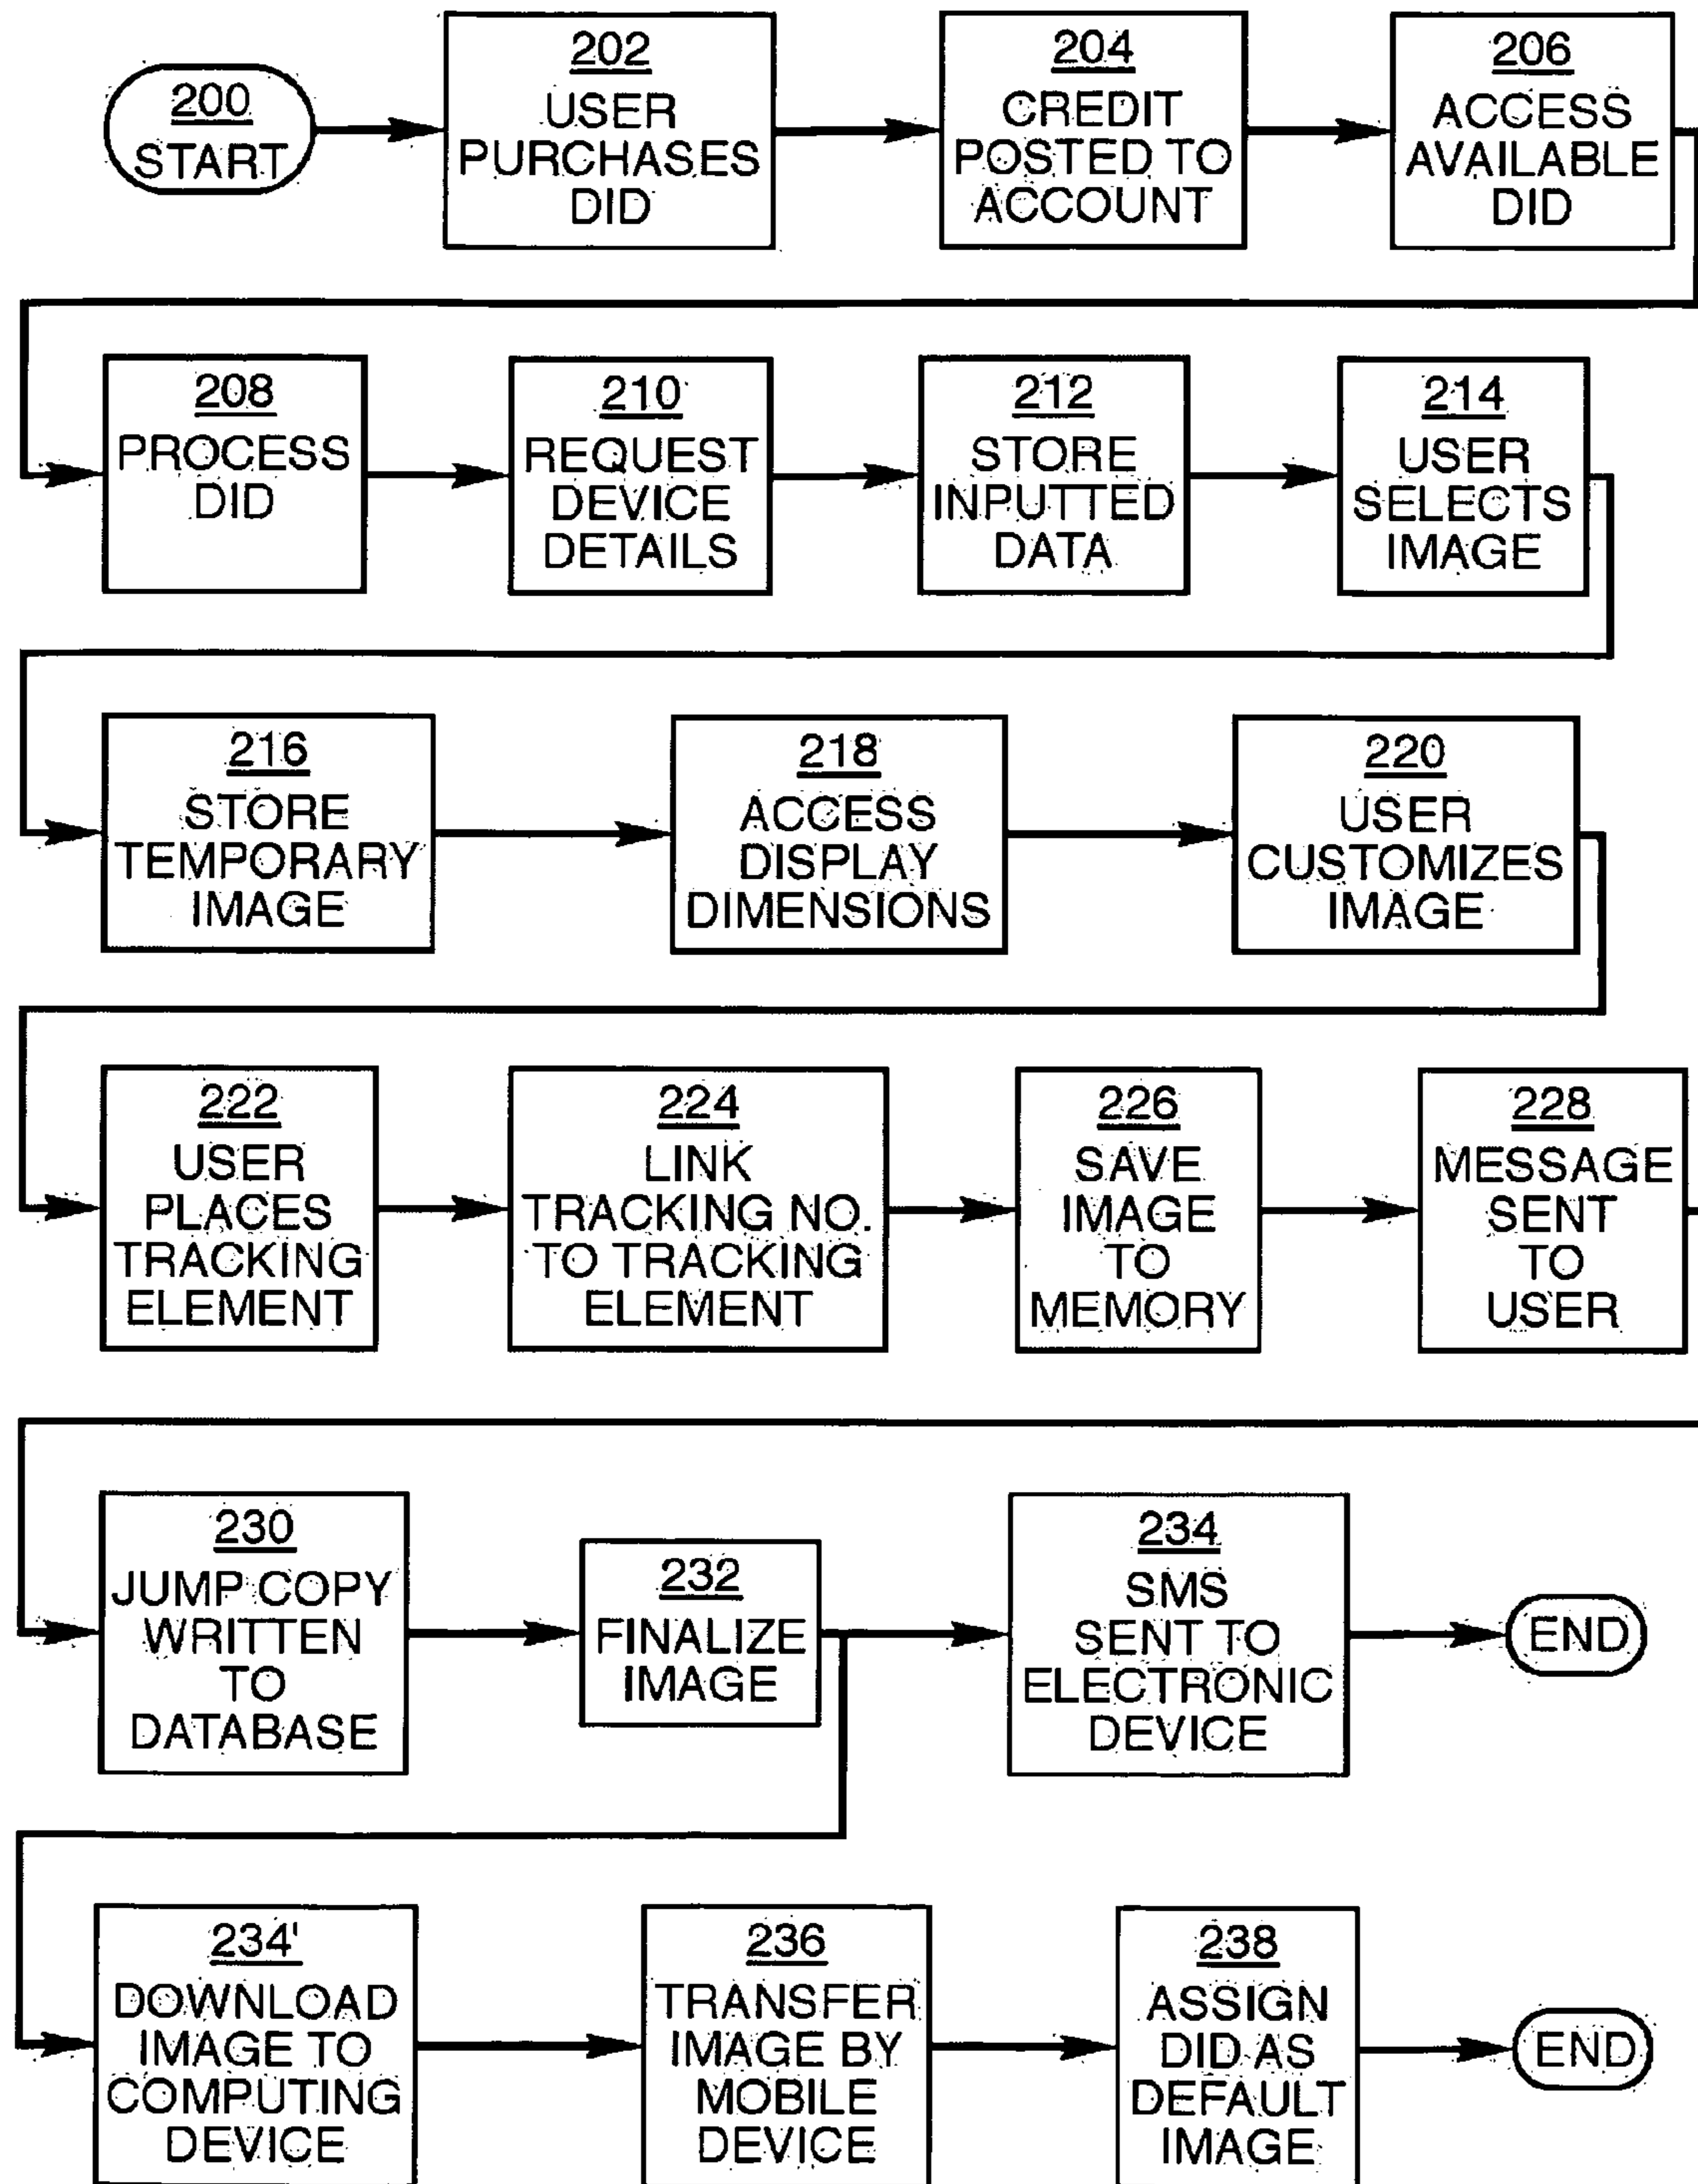 200
START
202
USER
PURCHASES
DID
204
CREDIT
POSTED TO
ACCOUNT
206
ACCESS
AVAILABLE
DID
208
PROCESS
DID
210
REQUEST
DEVICE
DETAILS
212
STORE
INPUTTED
DATA
214
USER
SELECTS
IMAGE
216
STORE
TEMPORARY
IMAGE
218
ACCESS
DISPLAY
DIMENSIONS
220
USER
CUSTOMIZES
IMAGE
222
USER
PLACES
TRACKING
ELEMENT
224
LINK
TRACKING NO.
TO TRACKING
ELEMENT
226
SAVE
IMAGE
TO
MEMORY
228
MESSAGE
SENT
TO
USER
230
JUMP COPY
WRITTEN
TO
DATABASE
232
FINALIZE
IMAGE
234
SMS
SENT TO
ELECTRONIC
DEVICE
END
234'
DOWNLOAD
IMAGE TO
COMPUTING
DEVICE
236
TRANSFER
IMAGE BY
MOBILE
DEVICE
238
ASSIGN
DID AS
DEFAULT
IMAGE
END